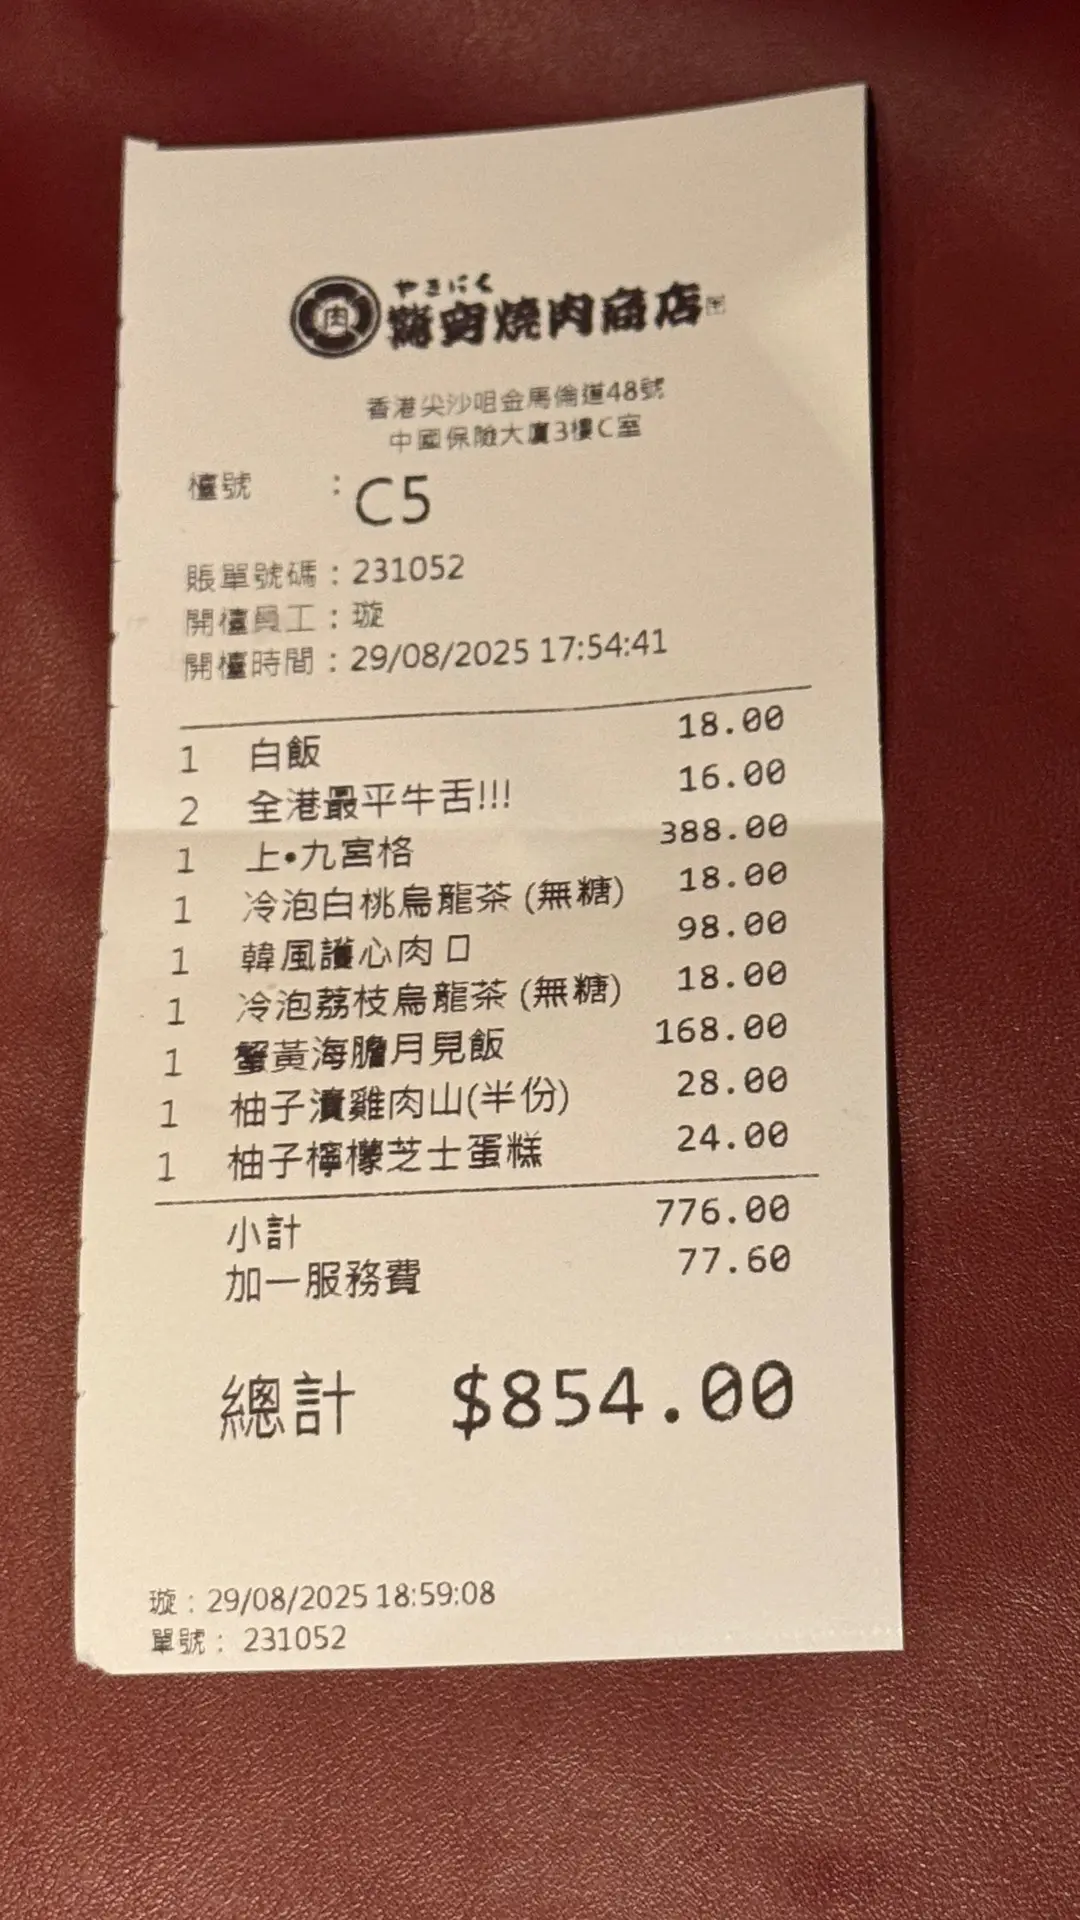 やきにく
燒肉商店
香港尖沙咀金馬倫道48號
中國保險大廈3樓C室
檯號 : C5
賬單號碼 : 231052
開檯員工 : 璇
開檯時間 : 29/08/2025 17:54:41
1 白飯 18.00
2 全港最平牛舌!!! 16.00
1 上•九宮格 388.00
1 冷泡白桃烏龍茶 (無糖) 18.00
1 韓風護心肉 98.00
1 冷泡荔枝烏龍茶 (無糖) 18.00
1 蟹黃海膽月見飯 168.00
1 柚子漬雞肉山(半份) 28.00
1 柚子檸檬芝士蛋糕 24.00
小計 776.00
加一服務費 77.60
總計 $854.00
璇 : 29/08/2025 18:59:08
單號 : 231052